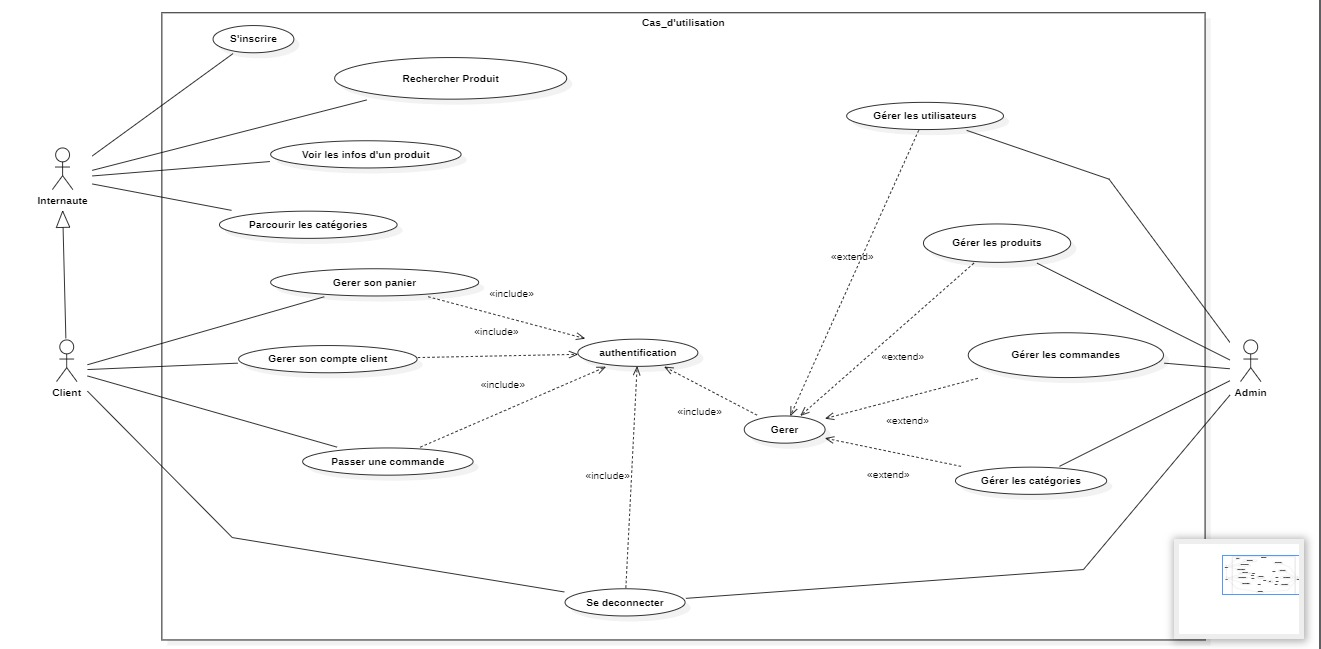 Cas_d'utilisation
S'inscrire
Rechercher Produit
Gérer les utilisateurs
Voir les infos d'un produit
Internaute
Parcourir les catégories
Gérer les produits
«extend»
Gerer son panier
«include»
«include»
authentification
Gerer son compte client
Gérer les commandes
«extend»
Client
«include»
Admin
«include»
«extend»
Gerer
Passer une commande
«include»
«extend»
Gérer les catégories
Se deconnecter